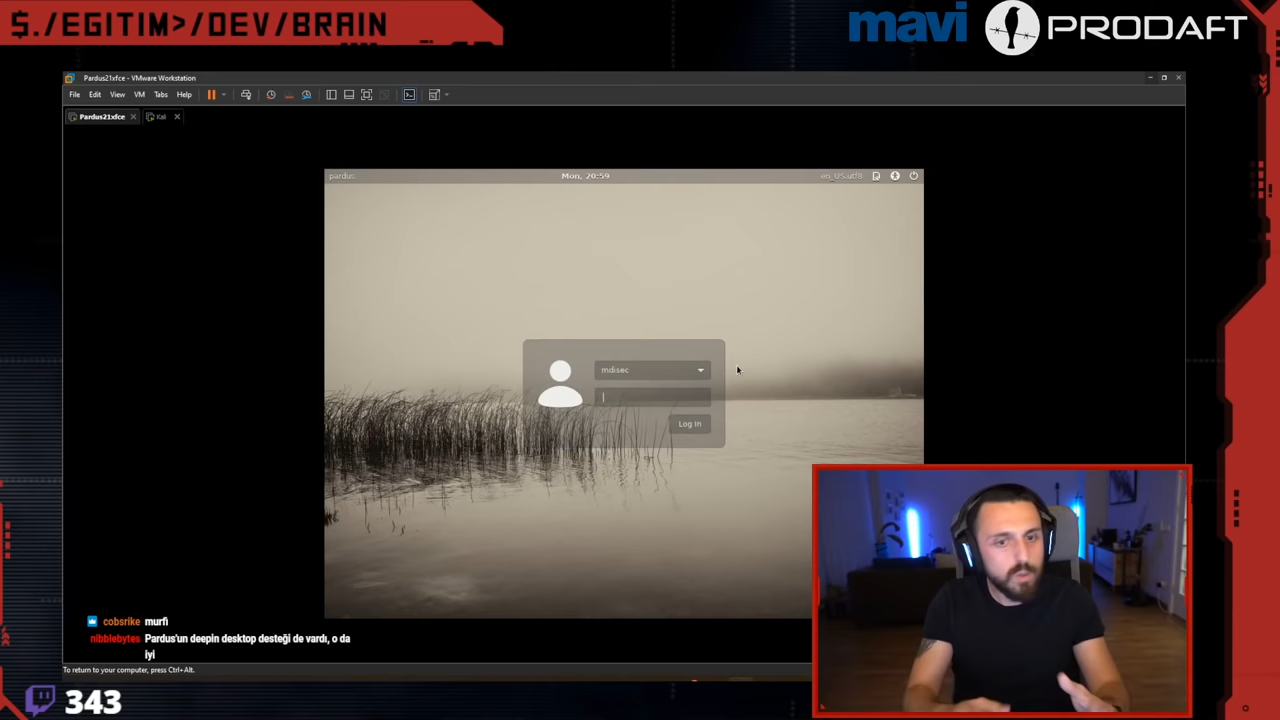 $./EGITIM>/DEV/BRAIN
mavi PRODAFT
Pardus21xfce - VMware Workstation
File Edit View VM Tabs Help
Pardus21xfce Kali
pardus Mon, 20:59 en_US.utf8
mdisec
Log In
cobsrike murfi
nibblebytes Pardus'un deepin desktop desteği de vardı, o da
iyi
To return to your computer, press Ctrl+Alt.
343